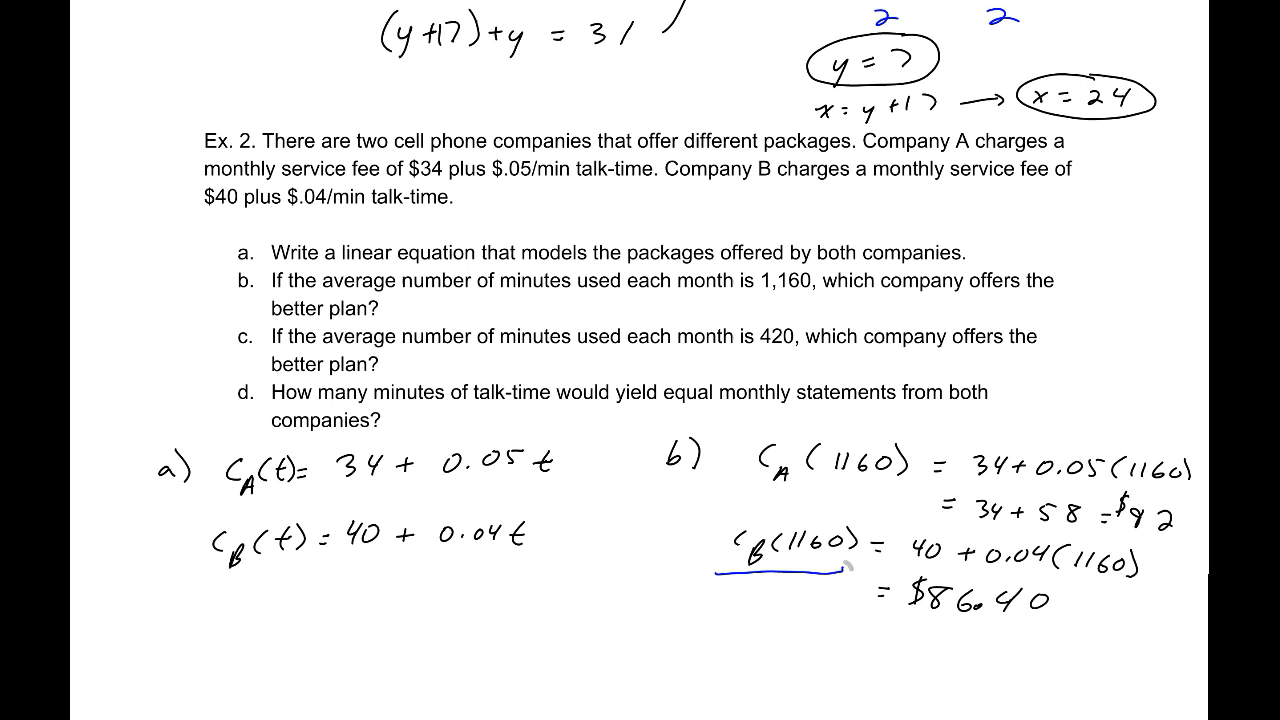 (y+17)+y = 31
2 2
y = 7
x = y+17 → x = 24
Ex. 2. There are two cell phone companies that offer different packages. Company A charges a
monthly service fee of $34 plus $.05/min talk-time. Company B charges a monthly service fee of
$40 plus $.04/min talk-time.
a. Write a linear equation that models the packages offered by both companies.
b. If the average number of minutes used each month is 1,160, which company offers the
better plan?
c. If the average number of minutes used each month is 420, which company offers the
better plan?
d. How many minutes of talk-time would yield equal monthly statements from both
companies?
a) C_A(t)= 34 + 0.05t
C_B(t) = 40 + 0.04t
b) C_A(1160) = 34+0.05(1160)
= 34+58 = $92
C_B(1160) = 40 + 0.04(1160)
= $86.40